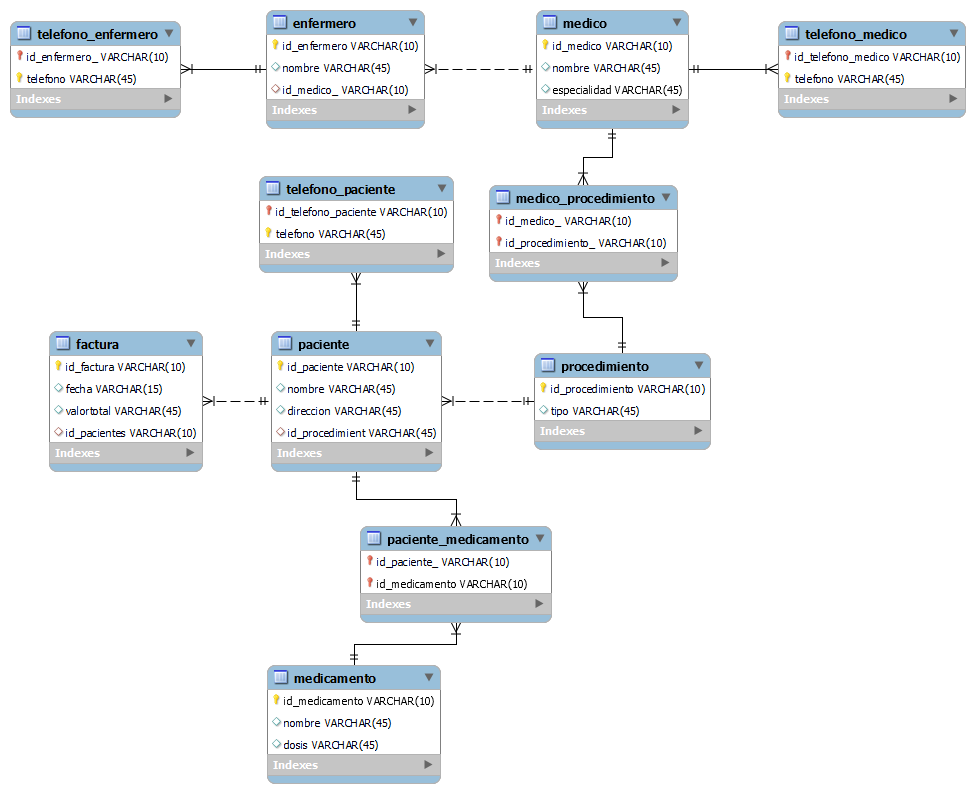 telefono_enfermero
id_enfermero_ VARCHAR(10)
telefono VARCHAR(45)
Indexes
enfermero
id_enfermero VARCHAR(10)
nombre VARCHAR(45)
id_medico_ VARCHAR(10)
Indexes
medico
id_medico VARCHAR(10)
nombre VARCHAR(45)
especialidad VARCHAR(45)
Indexes
telefono_medico
id_telefono_medico VARCHAR(10)
telefono VARCHAR(45)
Indexes
telefono_paciente
id_telefono_paciente VARCHAR(10)
telefono VARCHAR(45)
Indexes
medico_procedimiento
id_medico_ VARCHAR(10)
id_procedimiento_ VARCHAR(10)
Indexes
factura
id_factura VARCHAR(10)
fecha VARCHAR(15)
valortotal VARCHAR(45)
id_pacientes VARCHAR(10)
Indexes
paciente
id_paciente VARCHAR(10)
nombre VARCHAR(45)
direccion VARCHAR(45)
id_procedimient VARCHAR(45)
Indexes
procedimiento
id_procedimiento VARCHAR(10)
tipo VARCHAR(45)
Indexes
paciente_medicamento
id_paciente_ VARCHAR(10)
id_medicamento VARCHAR(10)
Indexes
medicamento
id_medicamento VARCHAR(10)
nombre VARCHAR(45)
dosis VARCHAR(45)
Indexes